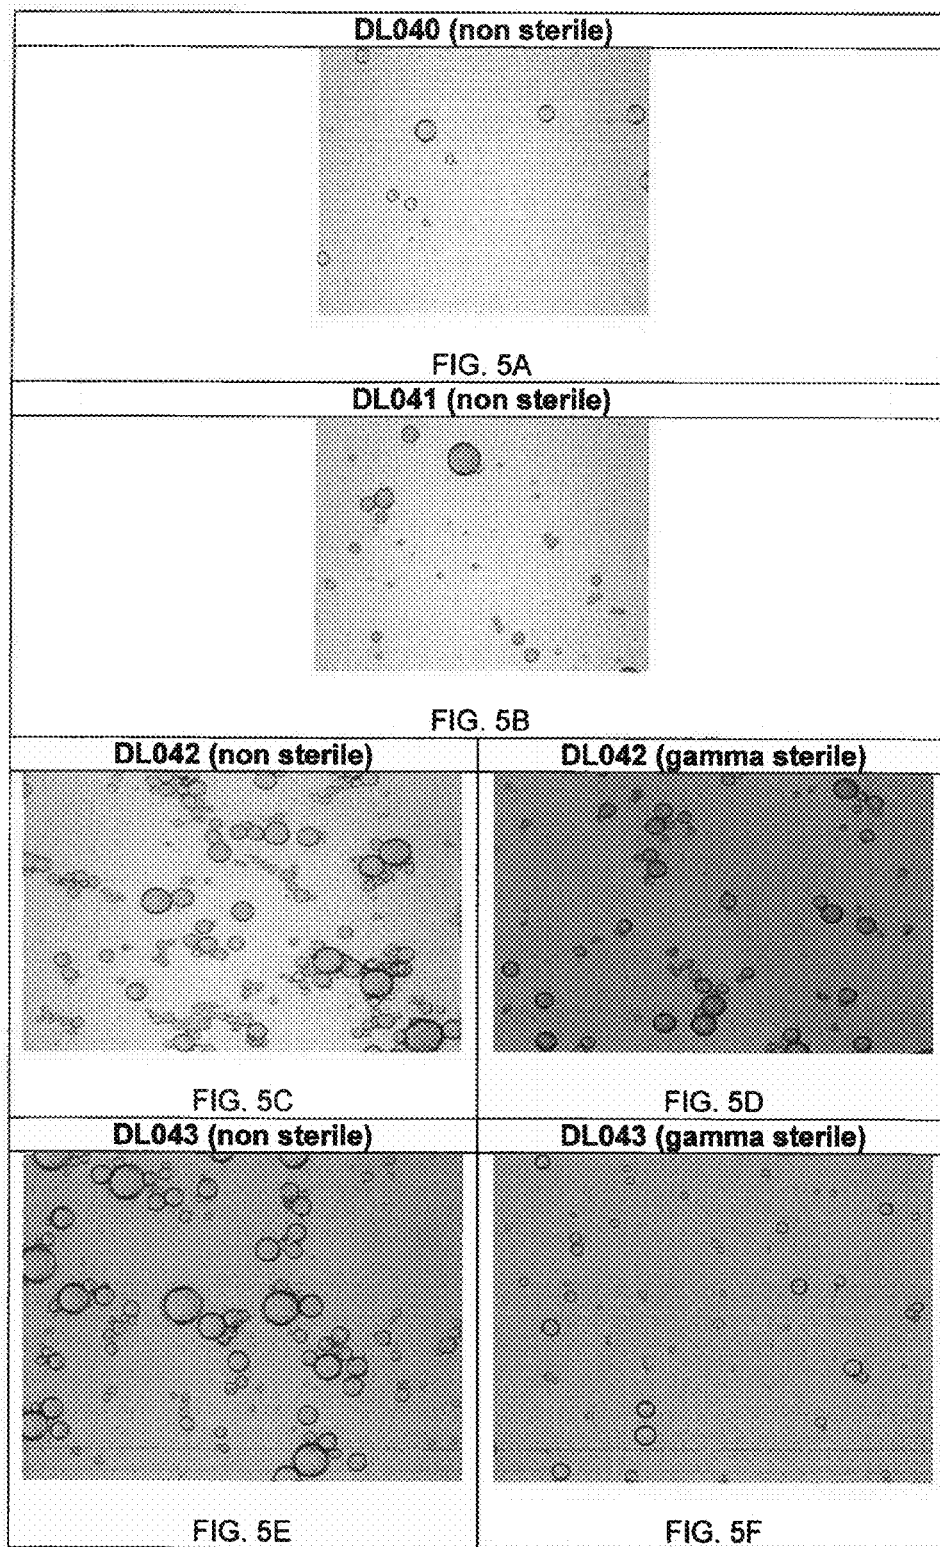 DL040 (non sterile)
FIG. 5A
DL041 (non sterile)
FIG. 5B
DL042 (non sterile)
DL042 (gamma sterile)
FIG. 5C
FIG. 5D
DL043 (non sterile)
DL043 (gamma sterile)
FIG. 5E
FIG. 5F